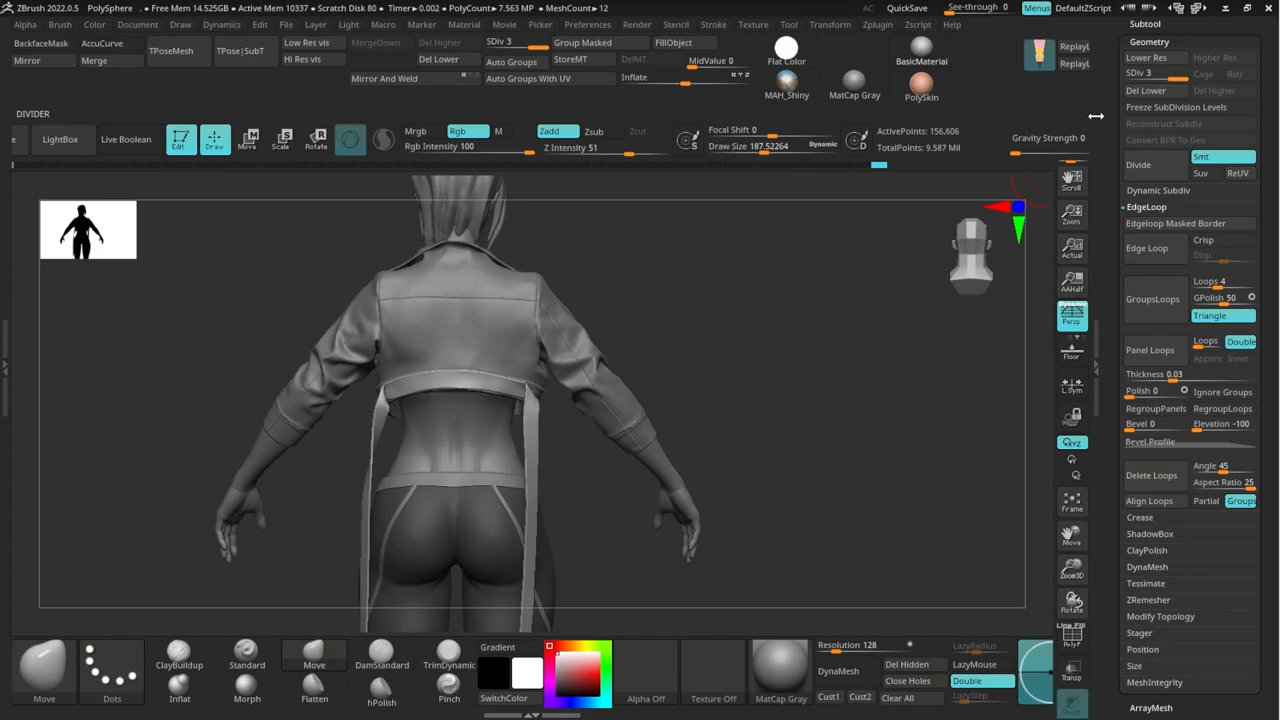 ZBrush 2022.0.5 PolySphere . ● Free Mem 14.525GB ● Active Mem 10337 ● Scratch Disk 80 ● Timer▸0.002 ● PolyCount▸7.563 MP ● MeshCount▸12 AC QuickSave See-through 0 Menus DefaultZScript
Alpha Brush Color Document Draw Dynamics Edit File Layer Light Macro Marker Material Movie Picker Preferences Render Stencil Stroke Texture Tool Transform Zplugin Zscript Help
BackfaceMask AccuCurve
Mirror Merge
TPoseMesh TPose|SubT
Low Res vis MergeDown Del Higher SDiv 3 Group Masked FillObject
Hi Res vis Del Lower Auto Groups StoreMT DelMT MidValue 0
Mirror And Weld Auto Groups With UV Inflate
Flat Color BasicMaterial
MAH_Shiny MatCap Gray PolySkin
ReplayL
ReplayL
DIVIDER
LightBox Live Boolean Edit Draw Move Scale Rotate
Mrgb Rgb M
Rgb Intensity 100
Zadd Zsub Zcut
Z Intensity 51
S
Focal Shift 0
Draw Size 187.52264 Dynamic
D
ActivePoints: 156,606
TotalPoints: 9.587 Mil
Gravity Strength 0
Scroll
Zoom
Actual
AAHalf
Dynamic
Persp
Floor
L.Sym
XYZ
Y
Z
Frame
Move
Zoom3D
Rotate
Line Fill
PolyF
Transp
Subtool
Geometry
Lower Res Higher Res
SDiv 3 Cage Rstr
Del Lower Del Higher
Freeze SubDivision Levels
Reconstruct Subdiv
Convert BPR To Geo
Divide Smt
Suv ReUV
Dynamic Subdiv
EdgeLoop
Edgeloop Masked Border
Edge Loop Crisp
Disp
GroupsLoops Loops 4
GPolish 50
Triangle
Panel Loops Loops Double
Append Inner
Thickness 0.03
Polish 0 Ignore Groups
RegroupPanels RegroupLoops
Bevel 0 Elevation -100
Bevel Profile
Delete Loops Angle 45
Aspect Ratio 25
Align Loops Partial Groups
Crease
ShadowBox
ClayPolish
DynaMesh
Tessimate
ZRemesher
Modify Topology
Stager
Position
Size
MeshIntegrity
ArrayMesh
Move Dots
ClayBuildup Standard Move DamStandard TrimDynamic
Inflat Morph Flatten hPolish Pinch
Gradient
SwitchColor
Alpha Off Texture Off MatCap Gray
Resolution 128
DynaMesh Del Hidden
Close Holes
Cust1 Cust2 Clear All
LazyRadius
LazyMouse
Double
LazyStep